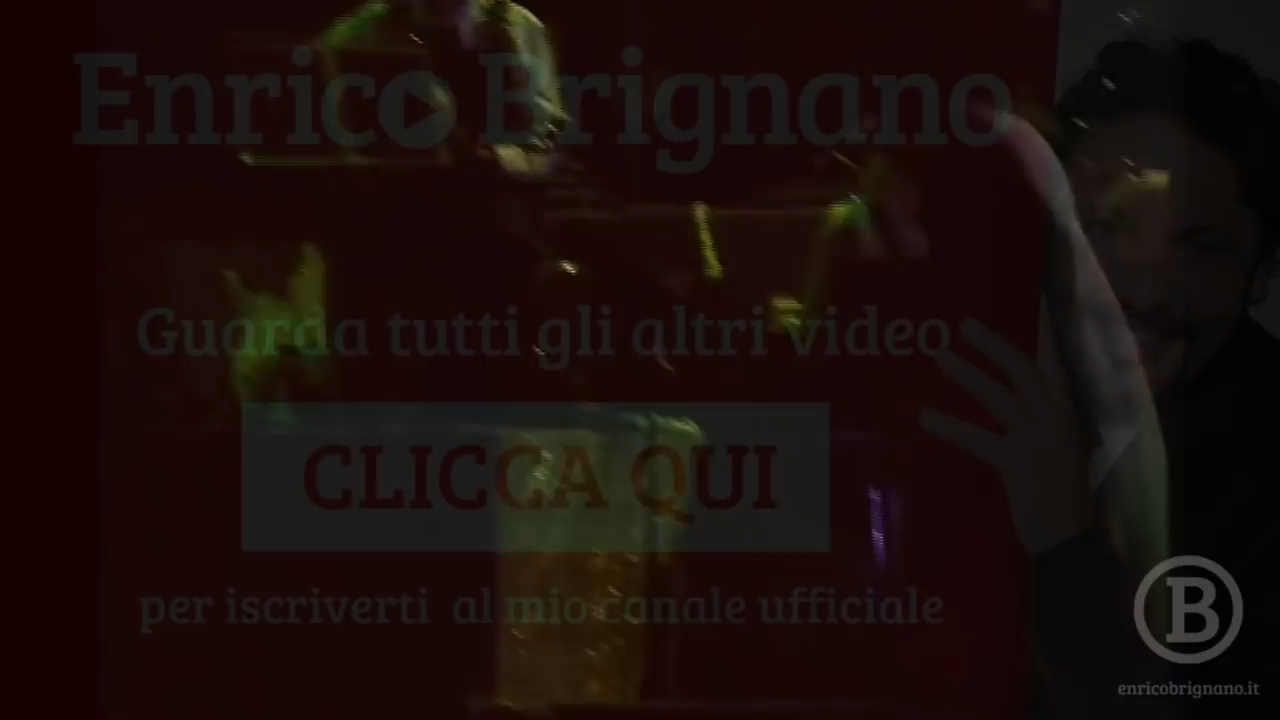 Enrico Brignano
Guarda tutti gli altri video
CLICCA QUI
per iscriverti al mio canale ufficiale
B
enricobrignano.it